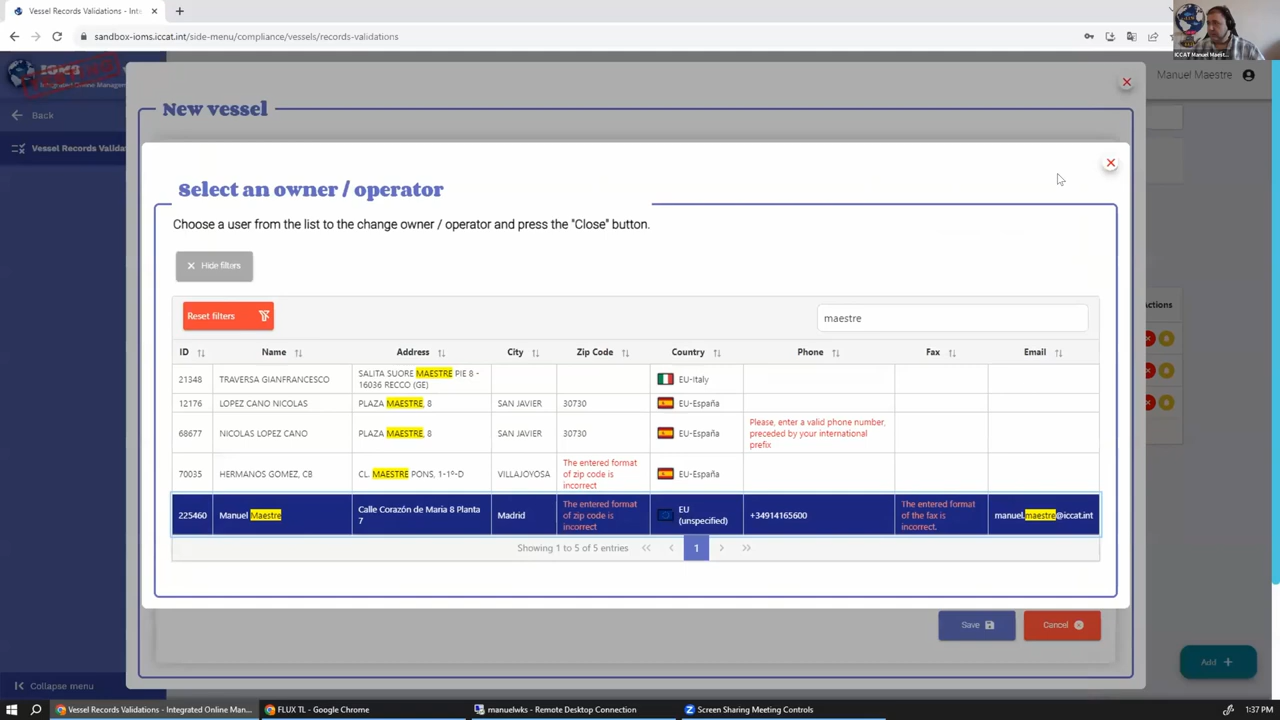 Vessel Records Validations - Inte
sandbox-ioms.iccat.int/side-menu/compliance/vessels/records-validations
ICCAT Manuel Maest...
IOMS
Integrated Online Manag
Manuel Maestre
Back
Vessel Records Valida
New vessel
Select an owner / operator
Choose a user from the list to the change owner / operator and press the "Close" button.
Hide filters
Reset filters
maestre
ID Name Address City Zip Code Country Phone Fax Email
21348 TRAVERSA GIANFRANCESCO SALITA SUORE MAESTRE PIE 8 - 16036 RECCO (GE) EU-Italy
12176 LOPEZ CANO NICOLAS PLAZA MAESTRE, 8 SAN JAVIER 30730 EU-España
68677 NICOLAS LOPEZ CANO PLAZA MAESTRE, 8 SAN JAVIER 30730 EU-España Please, enter a valid phone number, preceded by your international prefix
70035 HERMANOS GOMEZ, CB CL. MAESTRE PONS, 1-1º-D VILLAJOYOSA The entered format of zip code is incorrect EU-España
225460 Manuel Maestre Calle Corazón de Maria 8 Planta 7 Madrid The entered format of zip code is incorrect EU (unspecified) +34914165600 The entered format of the fax is incorrect. manuel.maestre@iccat.int
Showing 1 to 5 of 5 entries
1
ctions
Save
Cancel
Add
Collapse menu
Vessel Records Validations - Integrated Online Man...
FLUX TL - Google Chrome
manuelwks - Remote Desktop Connection
Screen Sharing Meeting Controls
1:37 PM